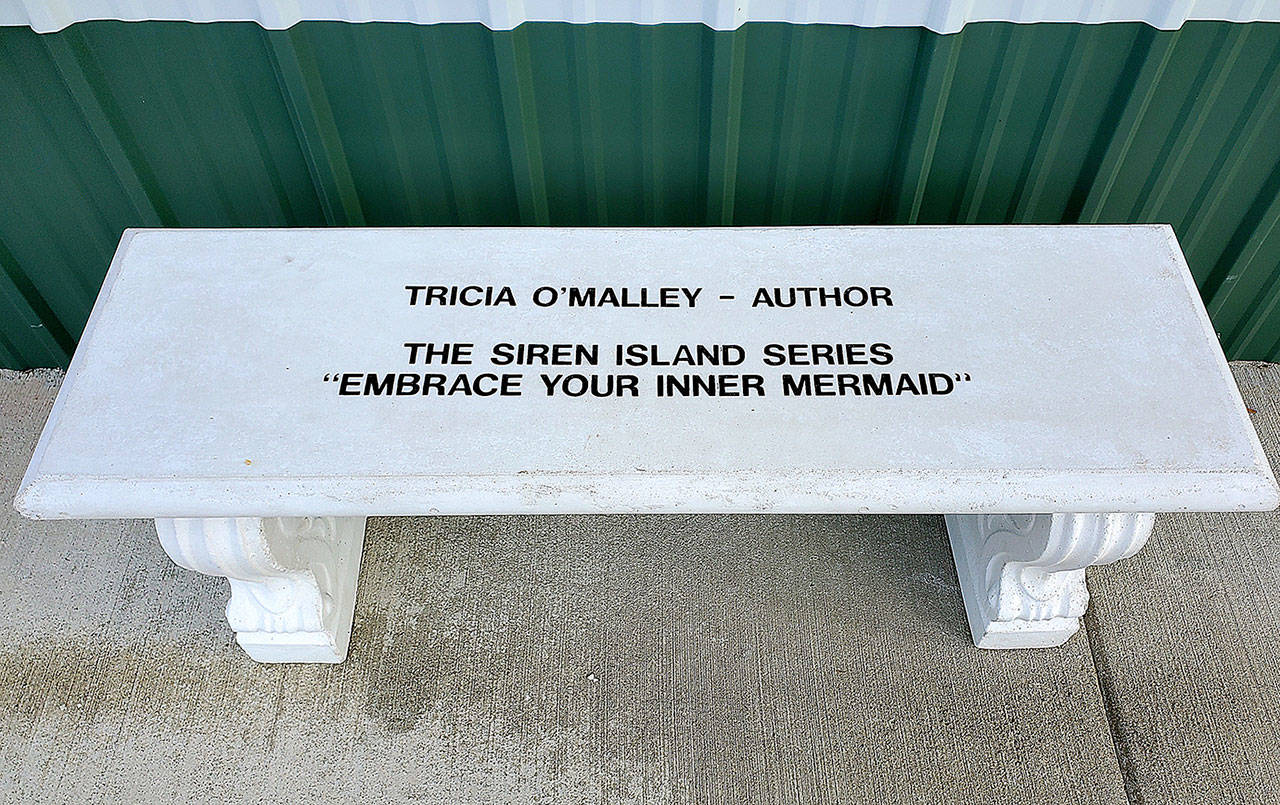 TRICIA O'MALLEY - AUTHOR
THE SIREN ISLAND SERIES
"EMBRACE YOUR INNER MERMAID"